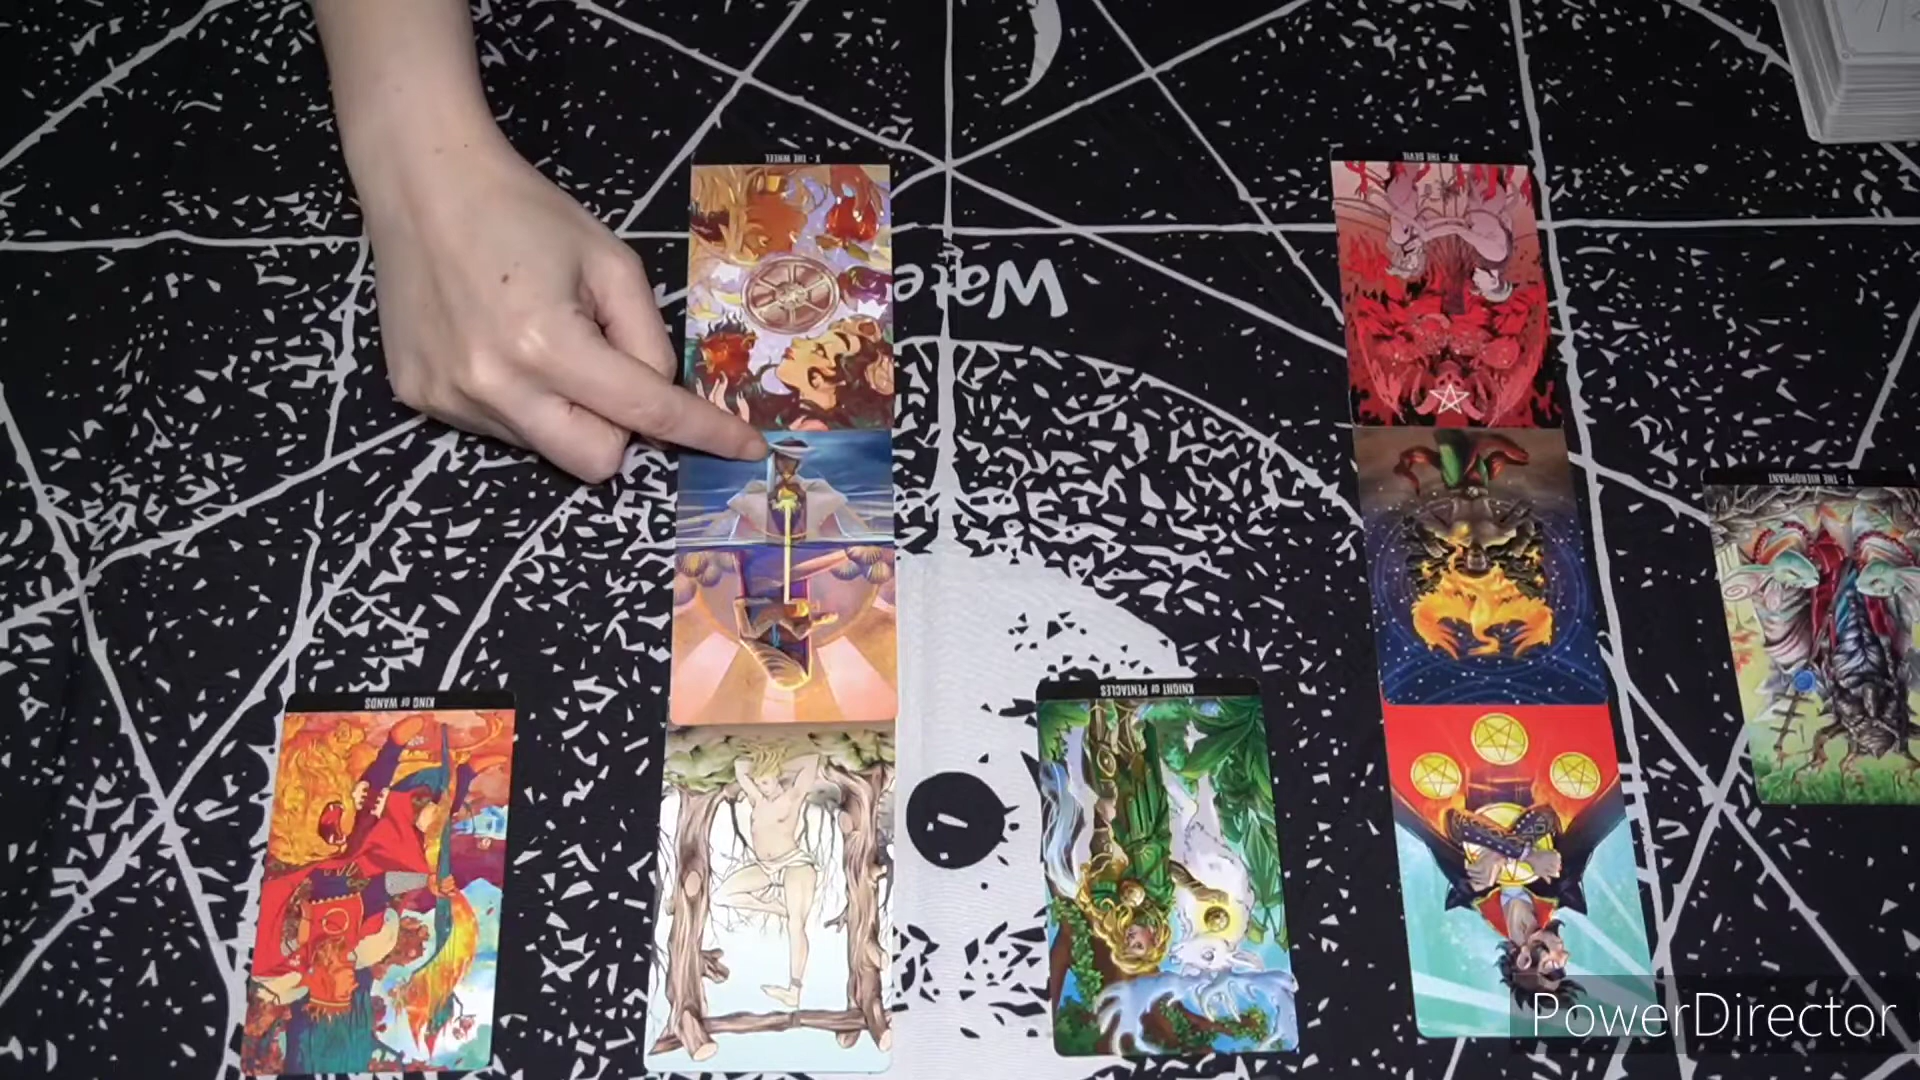 X - THE WHEEL
XV - THE DEVIL
Wate
V - THE HIEROPHANT
KNIGHT OF PENTACLES
KING OF WANDS
PowerDirector